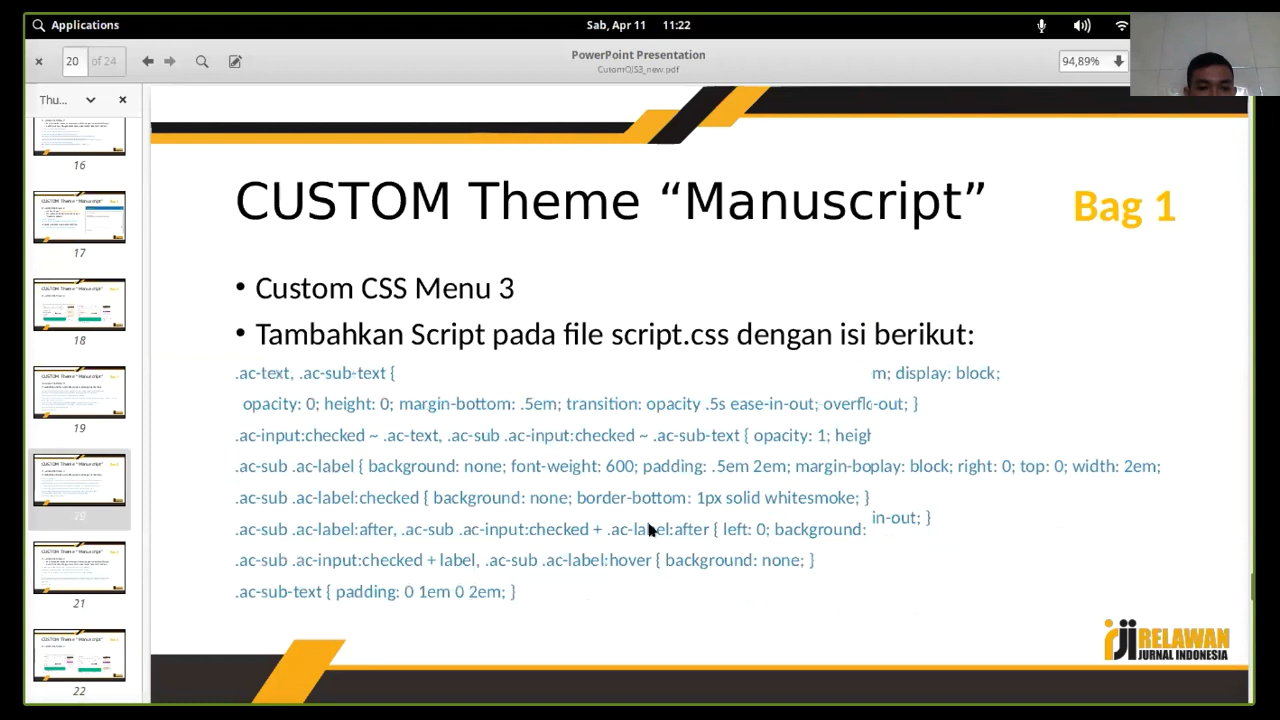 Applications
Sab, Apr 11 11:22
20 of 24
PowerPoint Presentation
CutomOJS3_new.pdf
94,89%
Thu...
16
17
18
19
20
21
22
CUSTOM Theme “Manuscript”
Bag 1
• Custom CSS Menu 3
• Tambahkan Script pada file script.css dengan isi berikut:
.ac-text, .ac-sub-text { m; display: block;
opacity: 0; height: 0; margin-bottom: .5em; transition: opacity .5s ease-in-out; overflo-out; }
.ac-input:checked ~ .ac-text, .ac-sub .ac-input:checked ~ .ac-sub-text { opacity: 1; heigh
.ac-sub .ac-label { background: none; font-weight: 600; padding: .5em 2em; margin-boplay: block; right: 0; top: 0; width: 2em;
.ac-sub .ac-label:checked { background: none; border-bottom: 1px solid whitesmoke; }
in-out; }
.ac-sub .ac-label:after, .ac-sub .ac-input:checked + .ac-label:after { left: 0; background:
.ac-sub .ac-input:checked + label, .ac-sub .ac-label:hover { background: none; }
.ac-sub-text { padding: 0 1em 0 2em; }
RELAWAN
JURNAL INDONESIA